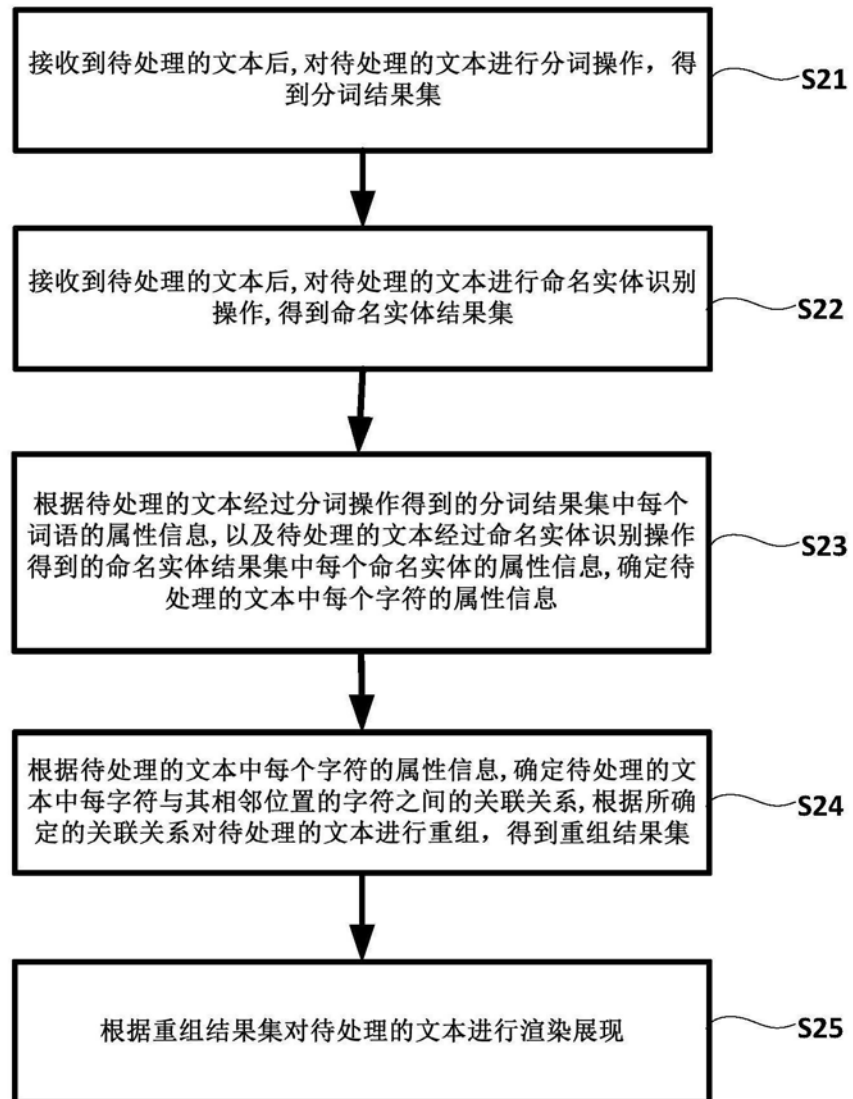 接收到待处理的文本后,对待处理的文本进行分词操作，得
到分词结果集
S21
接收到待处理的文本后,对待处理的文本进行命名实体识别
操作,得到命名实体结果集
S22
根据待处理的文本经过分词操作得到的分词结果集中每个
词语的属性信息,以及待处理的文本经过命名实体识别操作
得到的命名实体结果集中每个命名实体的属性信息,确定待
处理的文本中每个字符的属性信息
S23
根据待处理的文本中每个字符的属性信息,确定待处理的文
本中每字符与其相邻位置的字符之间的关联关系,根据所确
定的关联关系对待处理的文本进行重组，得到重组结果集
S24
根据重组结果集对待处理的文本进行渲染展现
S25